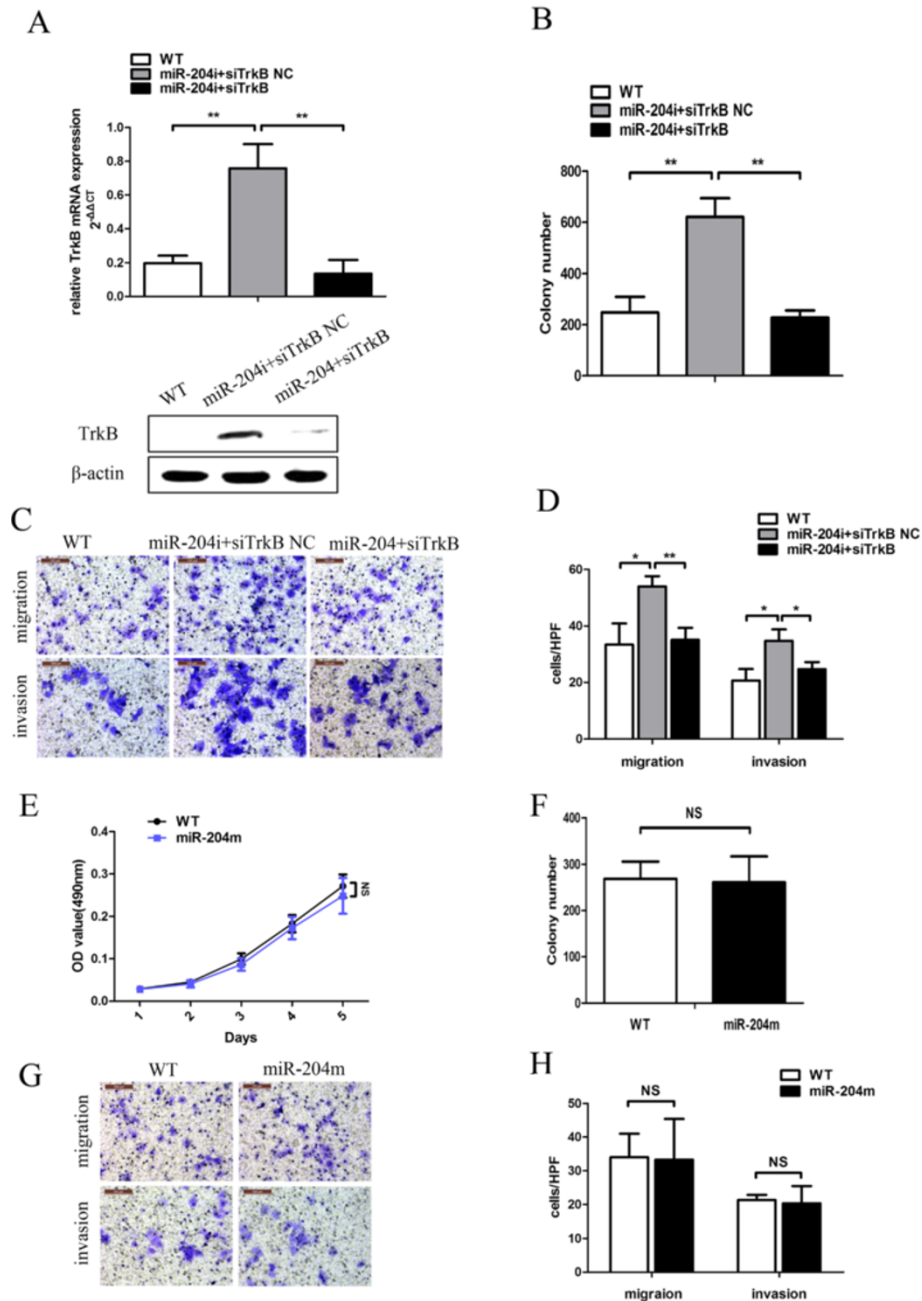 A
WT
miR-204i+siTrkB NC
miR-204i+siTrkB
** **
relative TrkB mRNA expression
2-ΔΔCT
1.0
0.8
0.6
0.4
0.2
0.0
WT
miR-204i+siTrkB NC
miR-204+siTrkB
TrkB
β-actin
B
WT
miR-204i+siTrkB NC
miR-204i+siTrkB
** **
Colony number
800
600
400
200
0
C
WT miR-204i+siTrkB NC miR-204+siTrkB
migration
invasion
D
WT
miR-204i+siTrkB NC
miR-204i+siTrkB
* ** * *
cells/HPF
60
40
20
0
migration invasion
E
WT
miR-204m
OD value(490nm)
0.4
0.3
0.2
0.1
0.0
NS
1 2 3 4 5
Days
F
NS
Colony number
400
300
200
100
0
WT miR-204m
G
WT miR-204m
migration
invasion
H
WT
miR-204m
NS NS
cells/HPF
50
40
30
20
10
0
migraion invasion